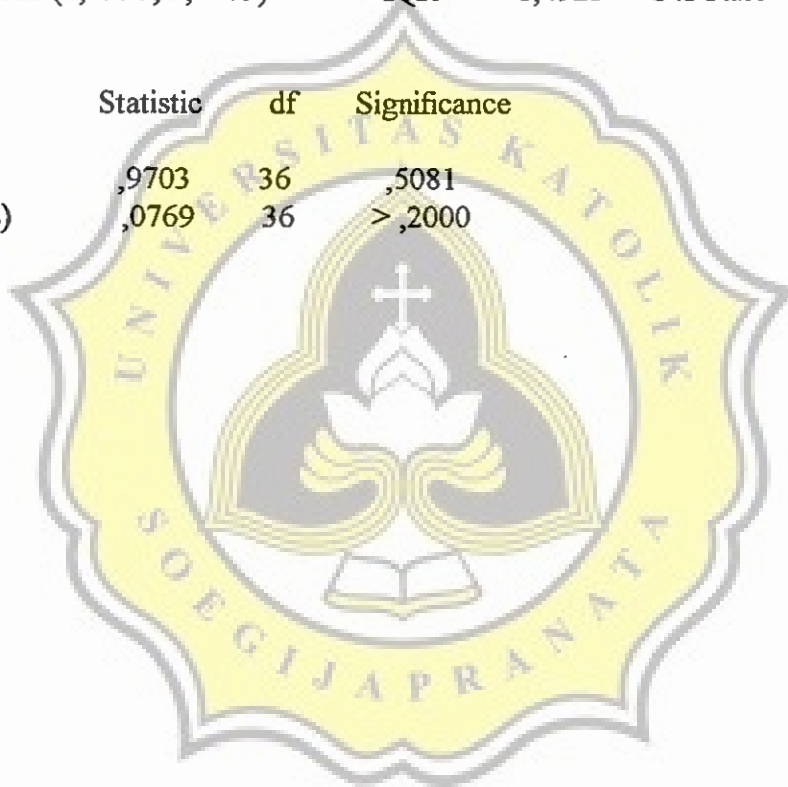 Statistic df Significance
,9703 36 ,5081
) ,0769 36 > ,2000
UNIVERSITAS KATOLIK
SOEGIJAPRANATA